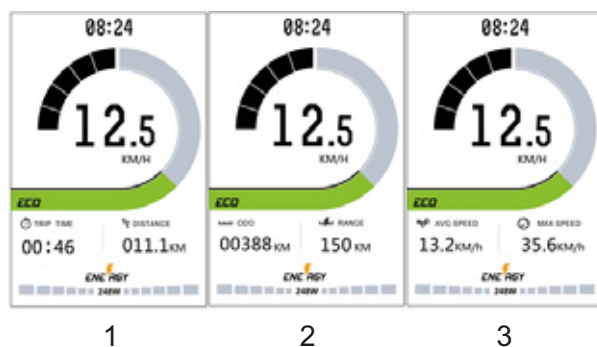 08:24
12.5
KM/H
ECO
TRIP TIME DISTANCE
00:46 011.1KM
ENERGY
248W
1
08:24
12.5
KM/H
ECO
ODO RANGE
00388KM 150KM
ENERGY
248W
2
08:24
12.5
KM/H
ECO
AVG SPEED MAX SPEED
13.2KM/h 35.6KM/h
ENERGY
248W
3